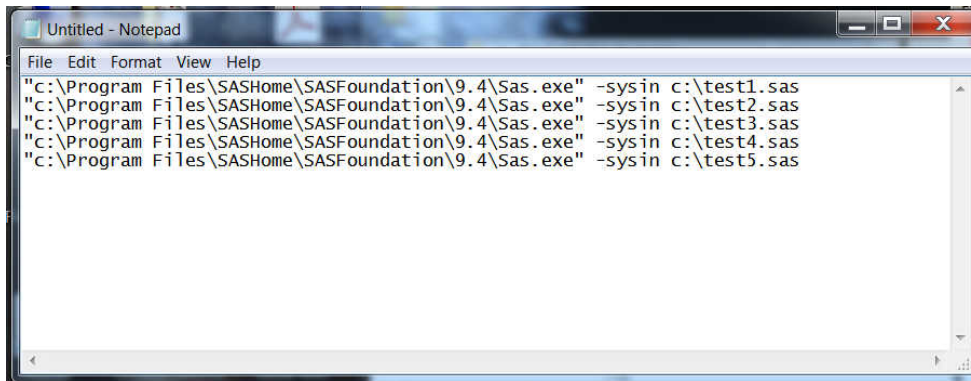 Untitled - Notepad
File Edit Format View Help
"c:\Program Files\SASHome\SASFoundation\9.4\Sas.exe" -sysin c:\test1.sas
"c:\Program Files\SASHome\SASFoundation\9.4\Sas.exe" -sysin c:\test2.sas
"c:\Program Files\SASHome\SASFoundation\9.4\Sas.exe" -sysin c:\test3.sas
"c:\Program Files\SASHome\SASFoundation\9.4\Sas.exe" -sysin c:\test4.sas
"c:\Program Files\SASHome\SASFoundation\9.4\Sas.exe" -sysin c:\test5.sas